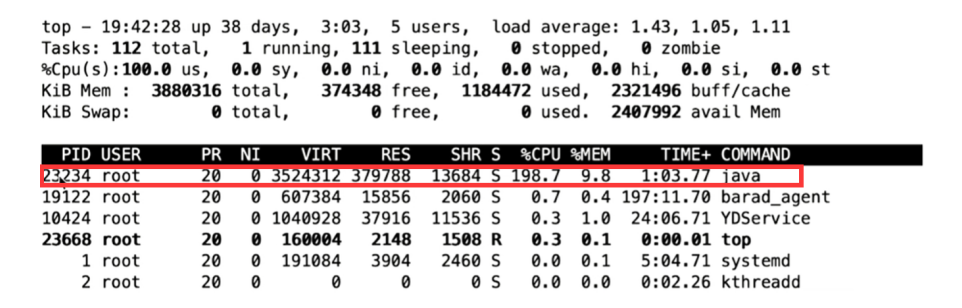 top - 19:42:28 up 38 days,  3:03,  5 users,  load average: 1.43, 1.05, 1.11
Tasks: 112 total,   1 running, 111 sleeping,   0 stopped,   0 zombie
%Cpu(s):100.0 us,  0.0 sy,  0.0 ni,  0.0 id,  0.0 wa,  0.0 hi,  0.0 si,  0.0 st
KiB Mem :  3880316 total,   374348 free,  1184472 used,  2321496 buff/cache
KiB Swap:        0 total,        0 free,        0 used.  2407992 avail Mem
PID USER      PR  NI    VIRT    RES    SHR S  %CPU %MEM     TIME+ COMMAND
23234 root      20   0 3524312 379788  13684 S 198.7  9.8   1:03.77 java
19122 root      20   0  607384  15856   2060 S   0.7  0.4 197:11.70 barad_agent
10424 root      20   0 1040928  37916  11536 S   0.3  1.0  24:06.71 YDService
23668 root      20   0  160004   2148   1508 R   0.3  0.1   0:00.01 top
1 root      20   0  191084   3904   2460 S   0.0  0.1   5:04.71 systemd
2 root      20   0       0      0      0 S   0.0  0.0   0:02.26 kthreadd